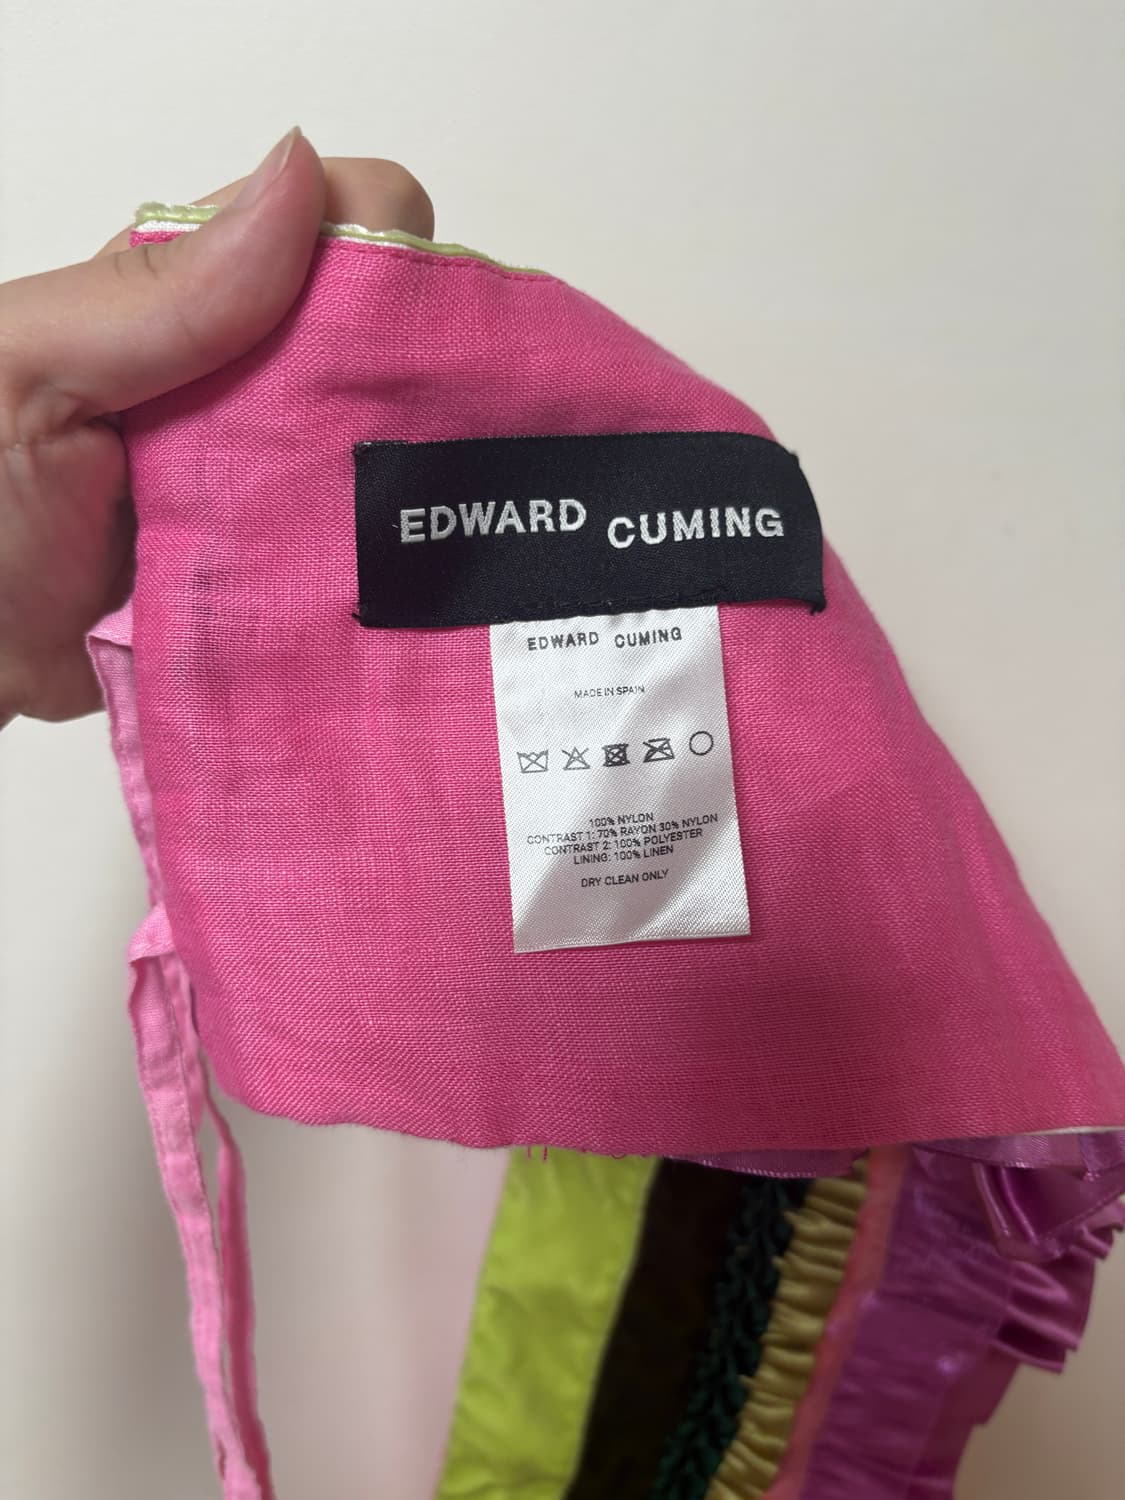 EDWARD CUMING
EDWARD CUMING
MADE IN SPAIN
100% NYLON
CONTRAST 1: 70% RAYON 30% NYLON
CONTRAST 2: 100% POLYESTER
LINING: 100% LINEN
DRY CLEAN ONLY